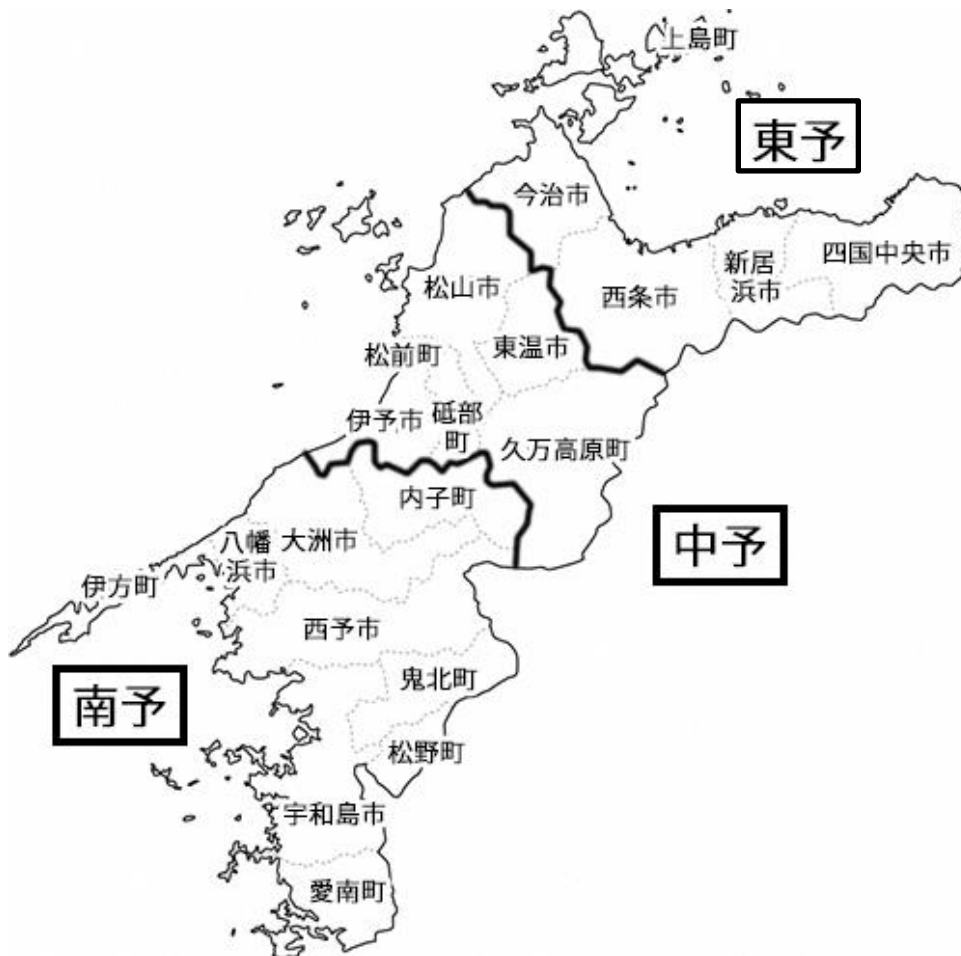 上島町
東予
今治市
四国中央市
新居
浜市
西条市
松山市
東温市
松前町
伊予市
砥部
町
久万高原町
内子町
中予
大洲市
八幡
浜市
伊方町
西予市
鬼北町
南予
松野町
宇和島市
愛南町